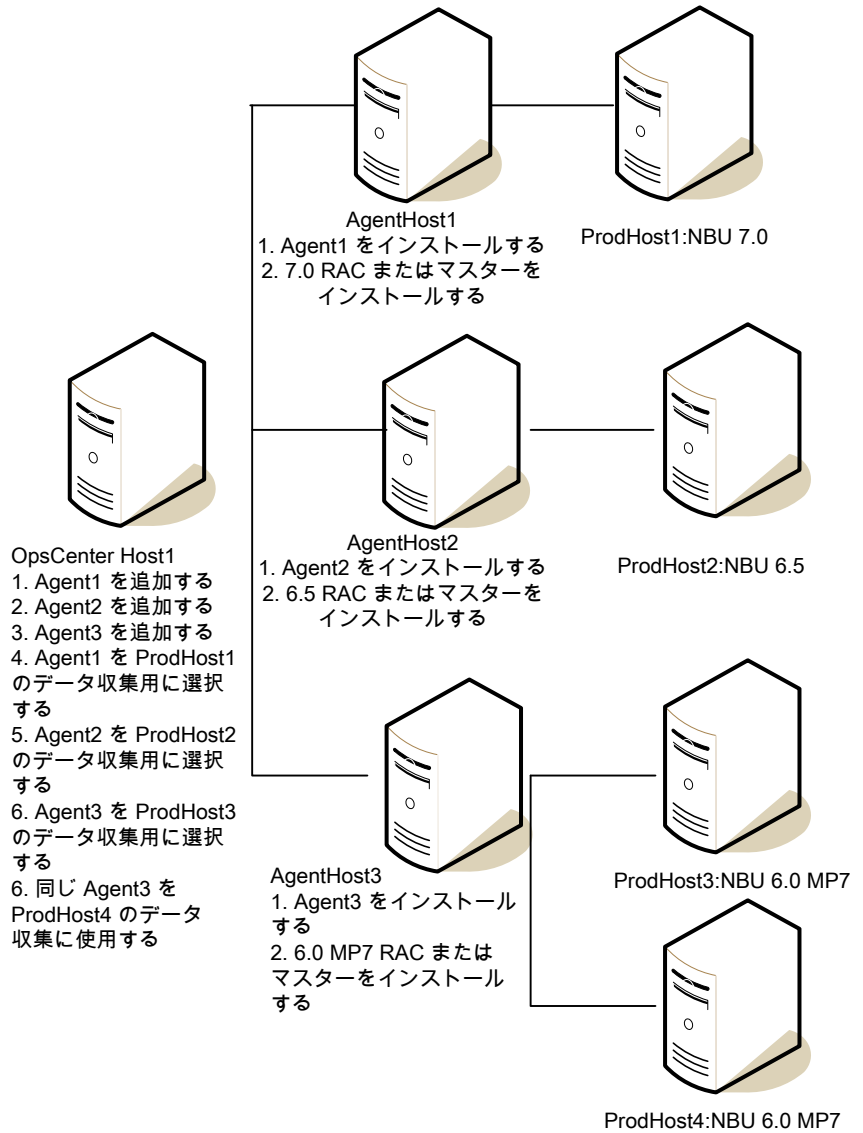 AgentHost1
1. Agent1 をインストールする
2. 7.0 RAC またはマスターを
インストールする
ProdHost1:NBU 7.0
OpsCenter Host1
1. Agent1 を追加する
2. Agent2 を追加する
3. Agent3 を追加する
4. Agent1 を ProdHost1
のデータ収集用に選択
する
5. Agent2 を ProdHost2
のデータ収集用に選択
する
6. Agent3 を ProdHost3
のデータ収集用に選択
する
6. 同じ Agent3 を
ProdHost4 のデータ
収集に使用する
AgentHost2
1. Agent2 をインストールする
2. 6.5 RAC またはマスターを
インストールする
ProdHost2:NBU 6.5
AgentHost3
1. Agent3 をインストール
する
2. 6.0 MP7 RAC または
マスターをインストール
する
ProdHost3:NBU 6.0 MP7
ProdHost4:NBU 6.0 MP7